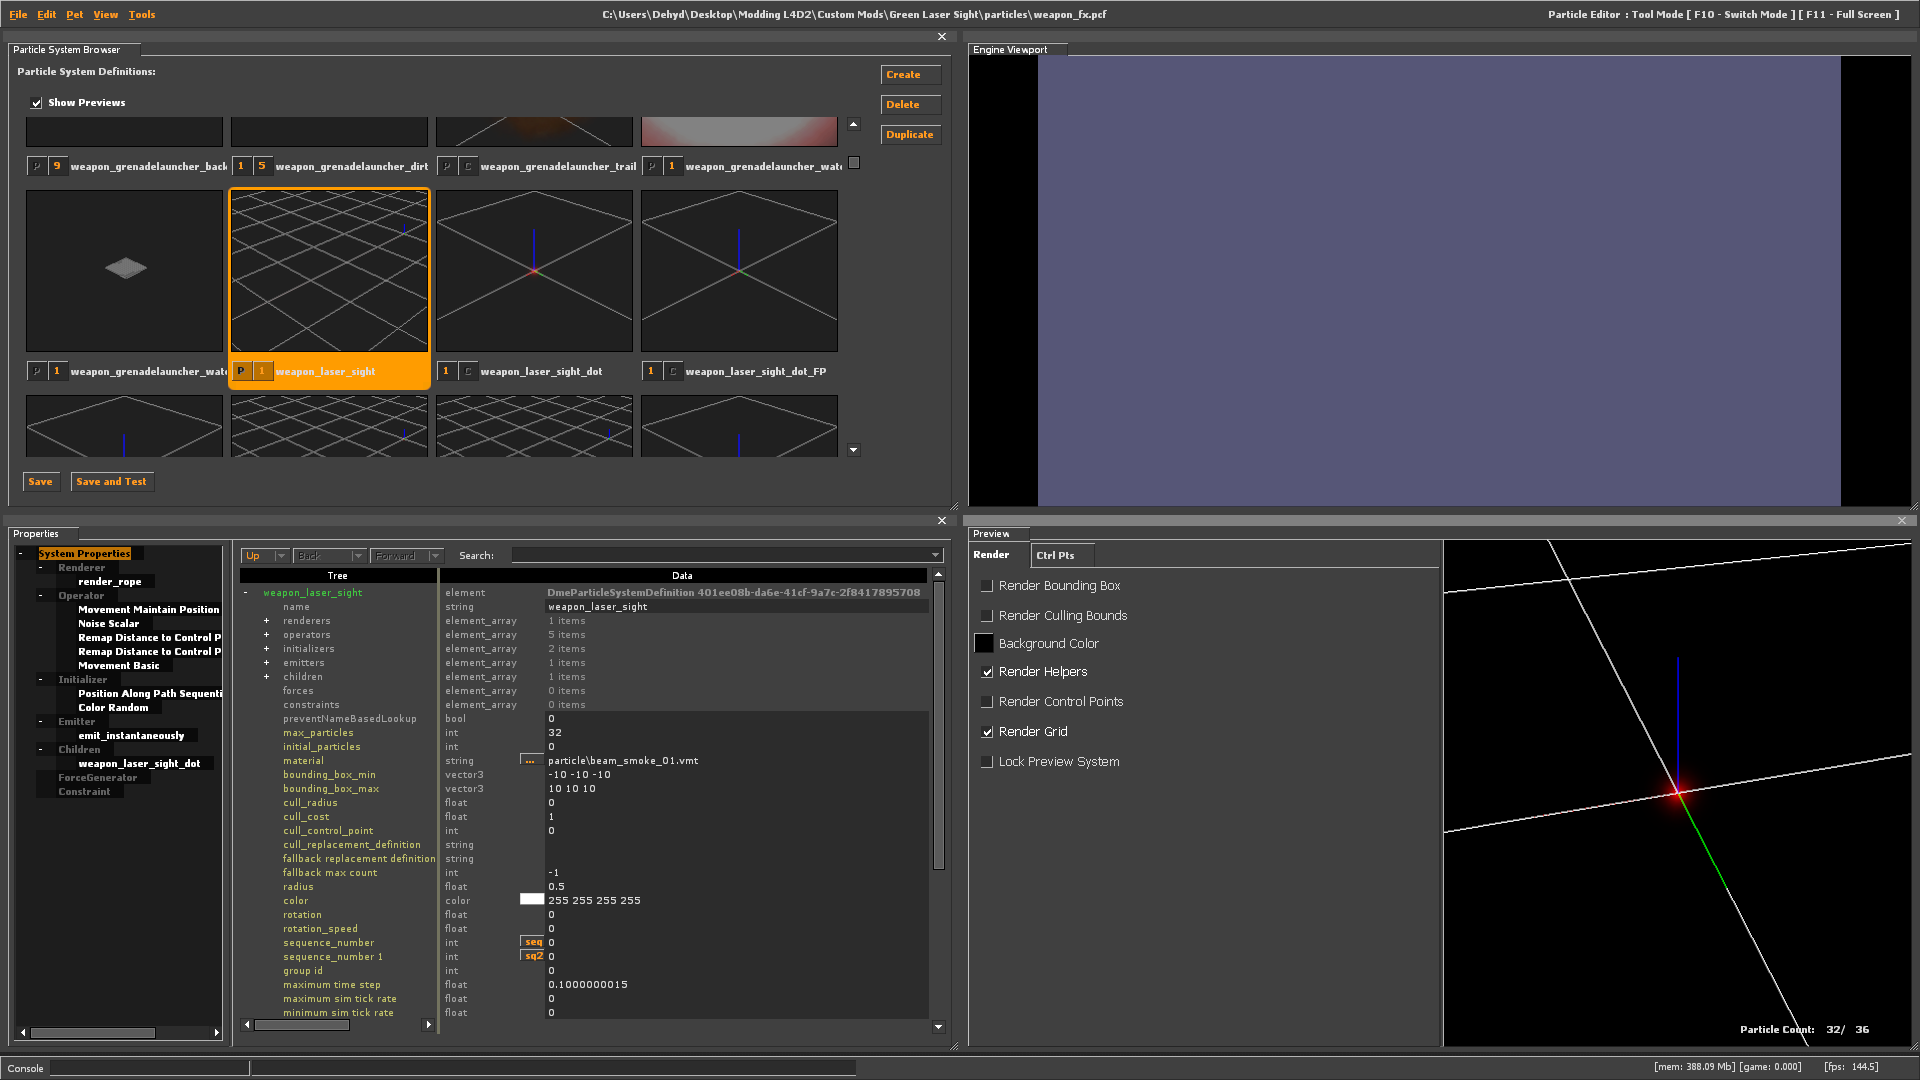 File Edit Pet View Tools
C:\Users\Dehyd\Desktop\Modding L4D2\Custom Mods\Green Laser Sight\particles\weapon_fx.pcf
Particle Editor : Tool Mode [ F10 - Switch Mode ] [ F11 - Full Screen ]
Particle System Browser
Particle System Definitions:
Show Previews
Create
Delete
Duplicate
P 9 weapon_grenadelauncher_back
1 5 weapon_grenadelauncher_dirt
P C weapon_grenadelauncher_trail
P 1 weapon_grenadelauncher_wate
P 1 weapon_grenadelauncher_wate
P 1 weapon_laser_sight
1 C weapon_laser_sight_dot
1 C weapon_laser_sight_dot_FP
Save
Save and Test
Engine Viewport
Properties
System Properties
Renderer
render_rope
Operator
Movement Maintain Position
Noise Scalar
Remap Distance to Control P
Remap Distance to Control P
Movement Basic
Initializer
Position Along Path Sequenti
Color Random
Emitter
emit_instantaneously
Children
weapon_laser_sight_dot
ForceGenerator
Constraint
Up Back Forward Search:
Tree Data
- weapon_laser_sight element DmeParticleSystemDefinition 401ee08b-da6e-41cf-9a7c-2f8417895708
name string weapon_laser_sight
+ renderers element_array 1 items
+ operators element_array 5 items
+ initializers element_array 2 items
+ emitters element_array 1 items
+ children element_array 1 items
forces element_array 0 items
constraints element_array 0 items
preventNameBasedLookup bool 0
max_particles int 32
initial_particles int 0
material string ... particle\beam_smoke_01.vmt
bounding_box_min vector3 -10 -10 -10
bounding_box_max vector3 10 10 10
cull_radius float 0
cull_cost float 1
cull_control_point int 0
cull_replacement_definition string
fallback replacement definition string
fallback max count int -1
radius float 0.5
color color 255 255 255 255
rotation float 0
rotation_speed float 0
sequence_number int seq 0
sequence_number 1 int sq2 0
group id int 0
maximum time step float 0.1000000015
maximum sim tick rate float 0
minimum sim tick rate float 0
Preview
Render Ctrl Pts
Render Bounding Box
Render Culling Bounds
Background Color
Render Helpers
Render Control Points
Render Grid
Lock Preview System
Particle Count: 32/ 36
Console
[mem: 388.09 Mb] [game: 0.000] [fps: 144.5]